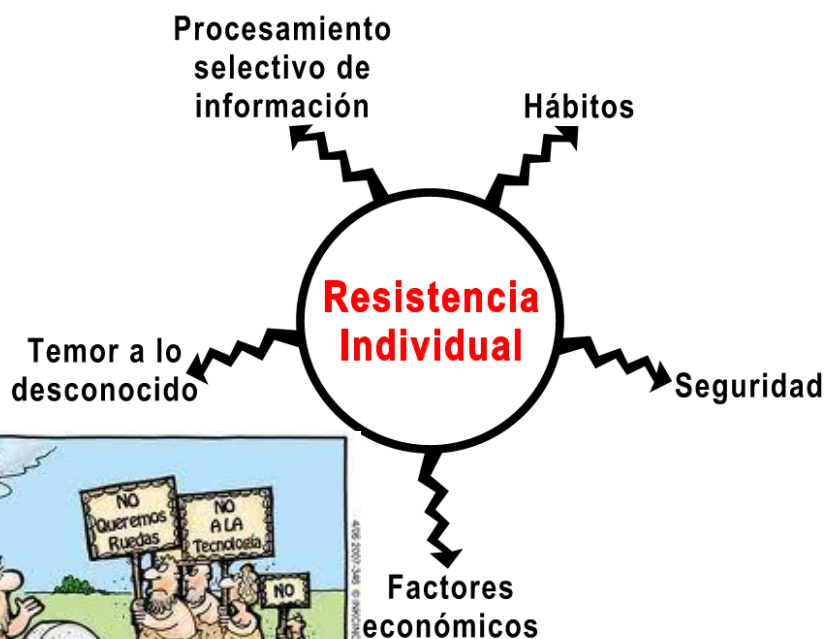 Procesamiento
selectivo de
información
Hábitos
Resistencia
Individual
Temor a lo
desconocido
Seguridad
Factores
económicos
NO
Queremos
Ruedas
NO
A LA
Tecnología
NO